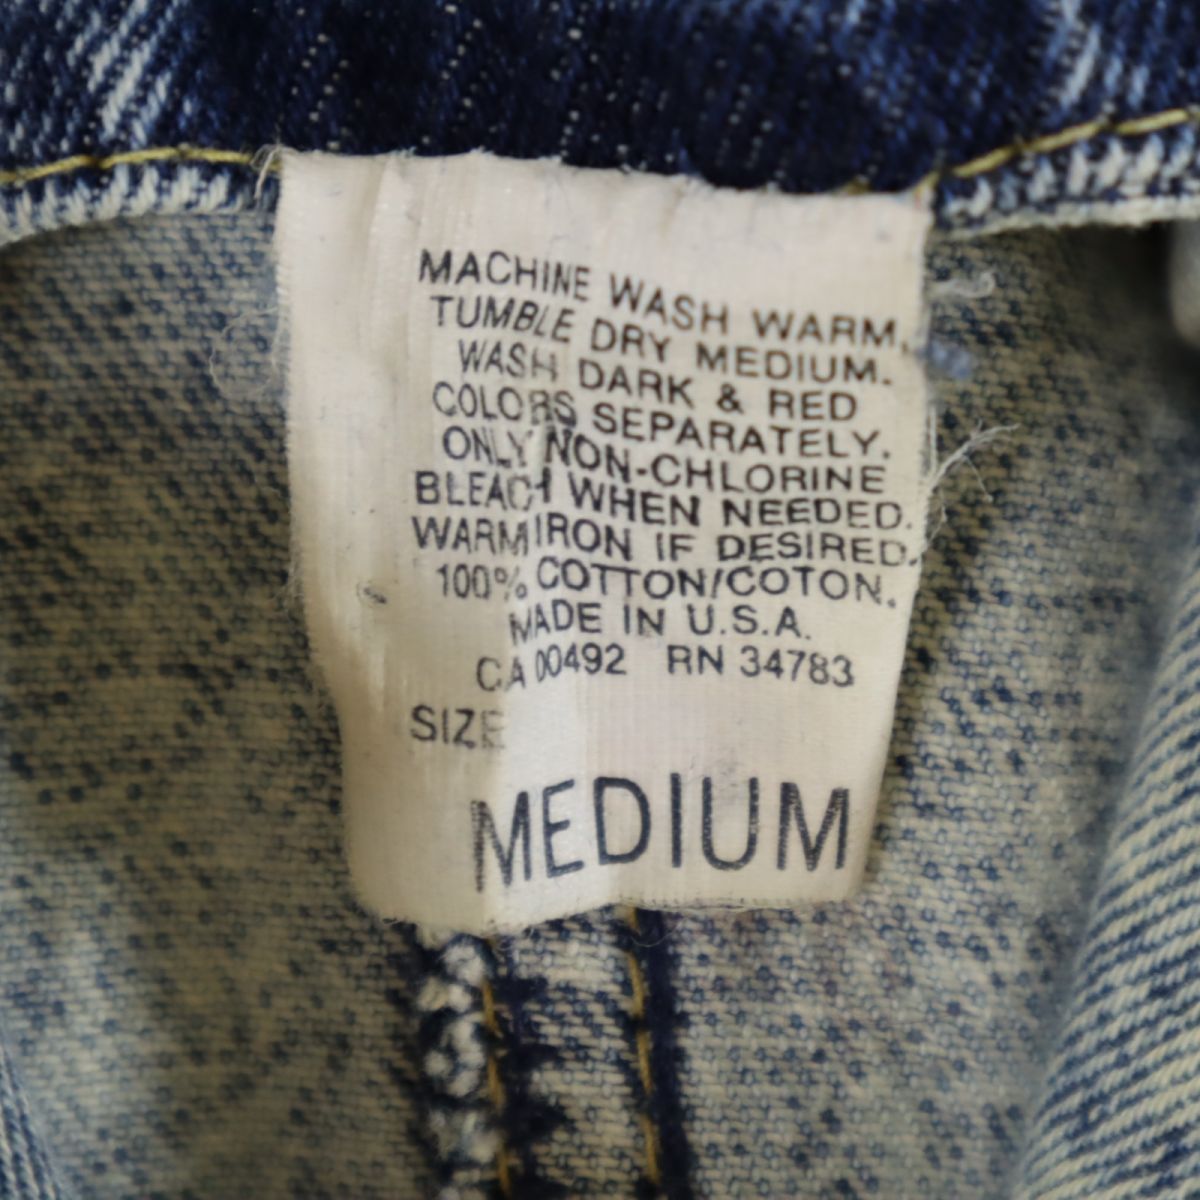 MACHINE WASH WARM,
TUMBLE DRY MEDIUM.
WASH DARK & RED
COLORS SEPARATELY.
ONLY NON-CHLORINE
BLEACH WHEN NEEDED.
WARM IRON IF DESIRED.
100% COTTON/COTON.
MADE IN U.S.A.
CA 00492 RN 34783
SIZE
MEDIUM